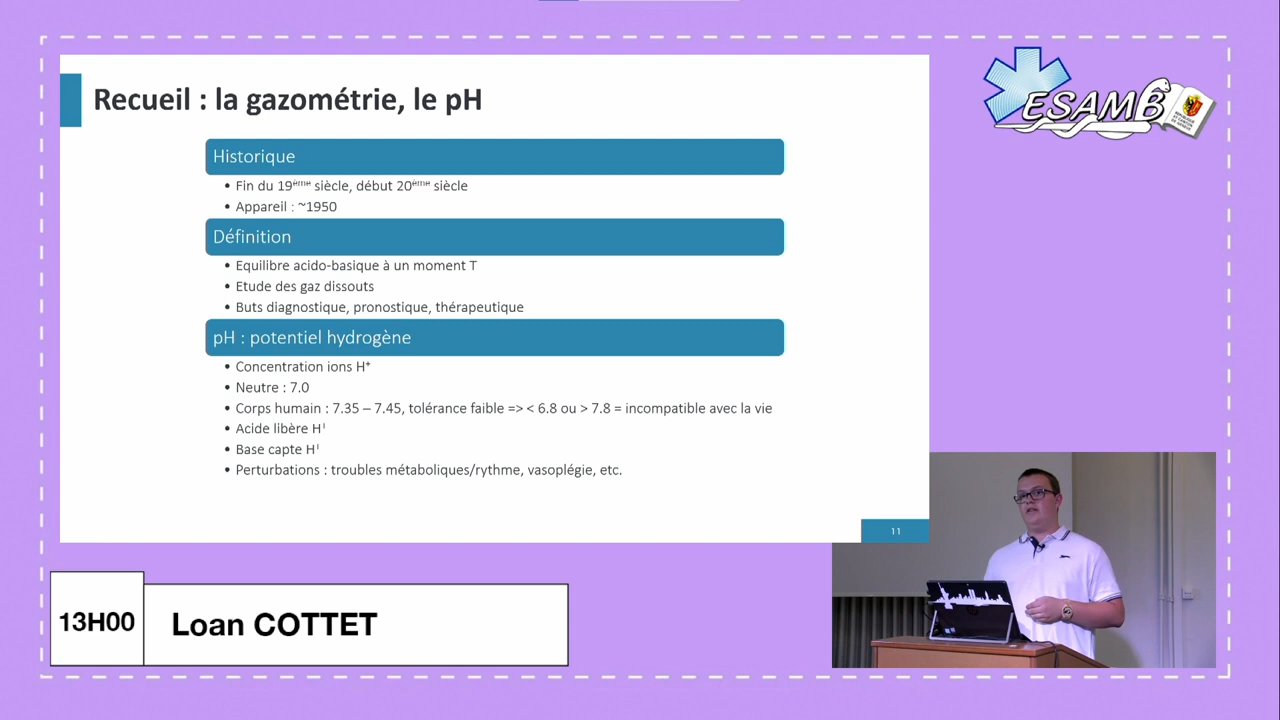 Recueil : la gazométrie, le pH
Historique
• Fin du 19ème siècle, début 20ème siècle
• Appareil : ~1950
Définition
• Equilibre acido-basique à un moment T
• Etude des gaz dissouts
• Buts diagnostique, pronostique, thérapeutique
pH : potentiel hydrogène
• Concentration ions H⁺
• Neutre : 7.0
• Corps humain : 7.35 – 7.45, tolérance faible => < 6.8 ou > 7.8 = incompatible avec la vie
• Acide libère H⁺
• Base capte H⁺
• Perturbations : troubles métaboliques/rythme, vasoplégie, etc.
11
ESAMB
13H00
Loan COTTET